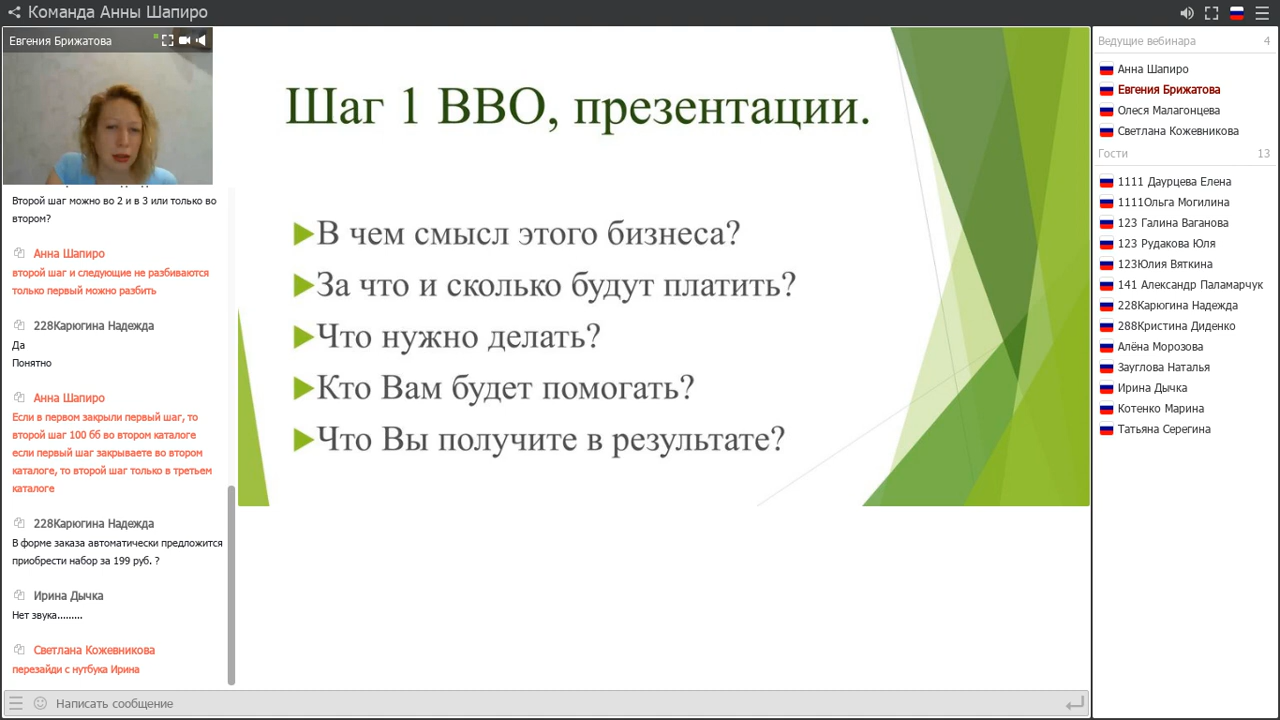 Команда Анны Шапиро
Евгения Брижатова
Второй шаг можно во 2 и в 3 или только во
втором?
Анна Шапиро
второй шаг и следующие не разбиваются
только первый можно разбить
228Карюгина Надежда
Да
Понятно
Анна Шапиро
Если в первом закрыли первый шаг, то
второй шаг 100 бб во втором каталоге
если первый шаг закрываете во втором
каталоге, то второй шаг только в третьем
каталоге
228Карюгина Надежда
В форме заказа автоматически предложится
приобрести набор за 199 руб. ?
Ирина Дычка
Нет звука.........
Светлана Кожевникова
перезайди с нутбука Ирина
Написать сообщение
Шаг 1 ВВО, презентации.
В чем смысл этого бизнеса?
За что и сколько будут платить?
Что нужно делать?
Кто Вам будет помогать?
Что Вы получите в результате?
Ведущие вебинара 4
Анна Шапиро
Евгения Брижатова
Олеся Малагонцева
Светлана Кожевникова
Гости 13
1111 Даурцева Елена
1111Ольга Могилина
123 Галина Ваганова
123 Рудакова Юля
123Юлия Вяткина
141 Александр Паламарчук
228Карюгина Надежда
288Кристина Диденко
Алёна Морозова
Зауглова Наталья
Ирина Дычка
Котенко Марина
Татьяна Серегина